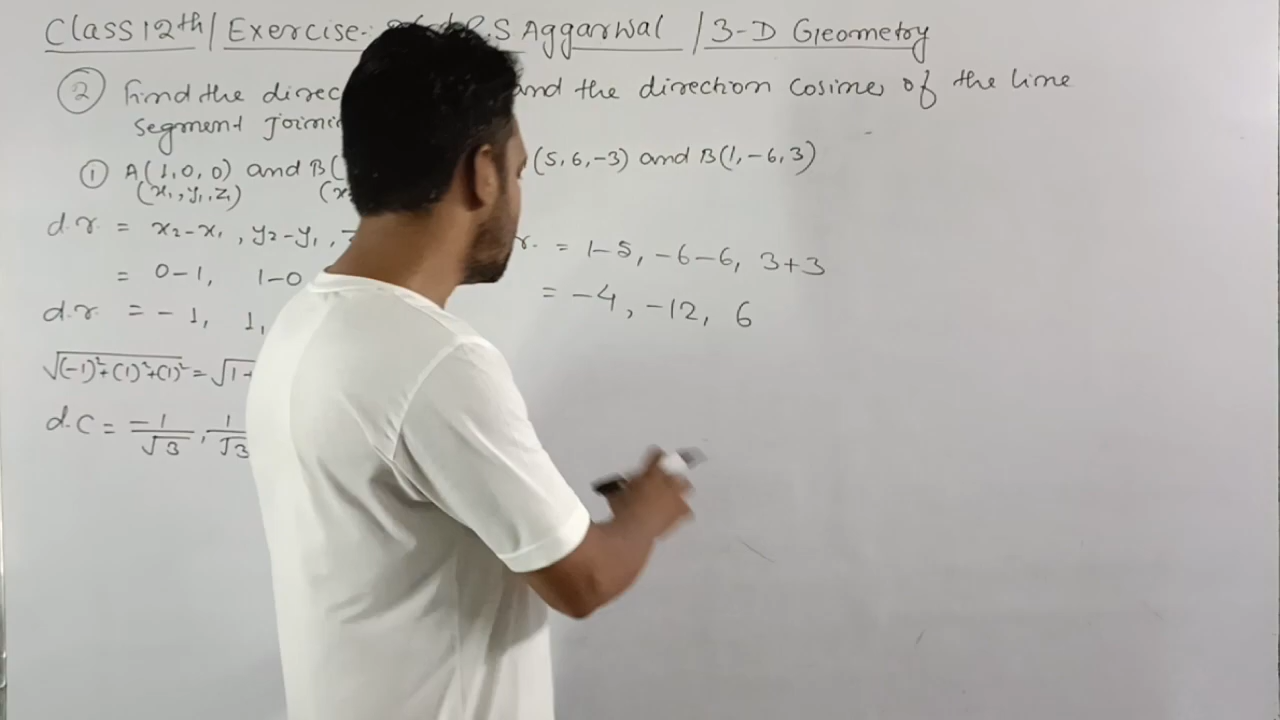 Class 12th / Exercise- R.S Aggarwal / 3-D Geometry
② Find the direc and the direction cosines of the line
segment Joini
① A(1, 0, 0) and B( (5, 6, -3) and B(1, -6, 3)
(x₁, y₁, z₁) (x
d.r. = x₂-x₁, y₂-y₁, r. = 1-5, -6-6, 3+3
= 0-1, 1-0 = -4, -12, 6
d.r. = -1, 1,
√(-1)²+(1)²+(1)² = √1+
d.c = -1/√3, 1/√3